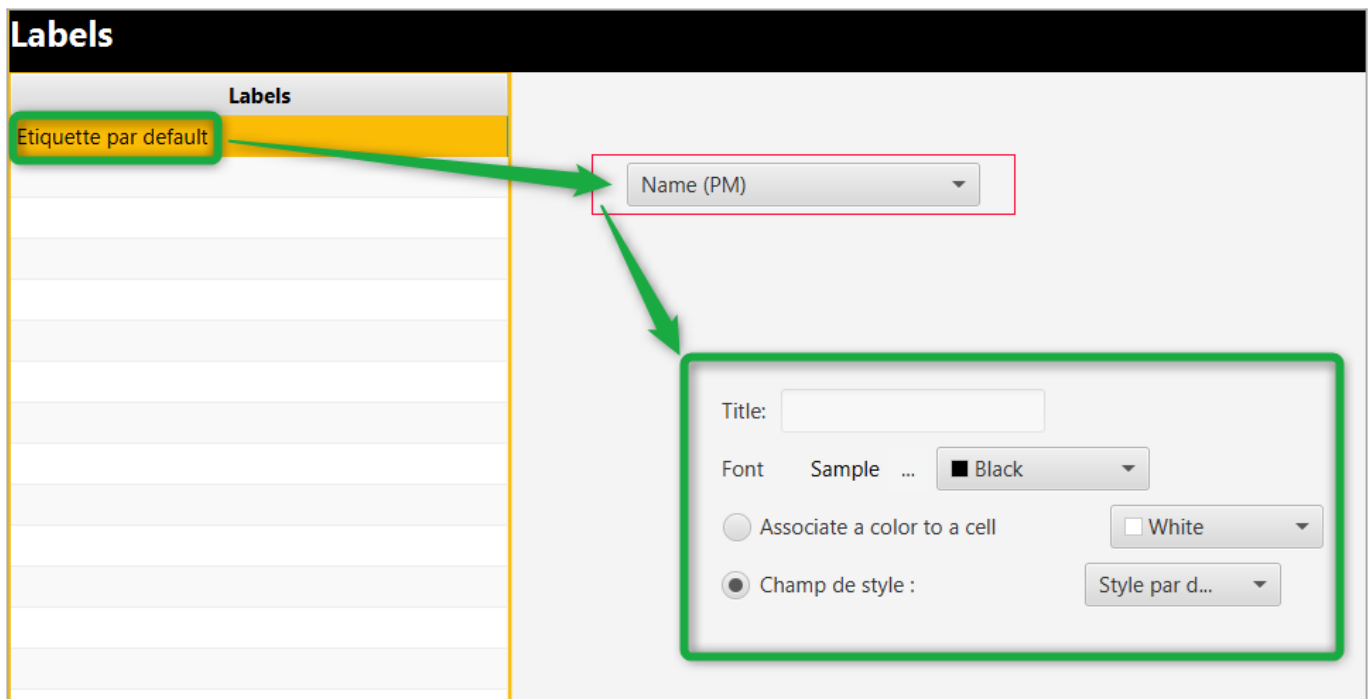 Labels
Labels
Etiquette par default
Name (PM)
Title:
Font Sample ... Black
Associate a color to a cell White
Champ de style : Style par d...